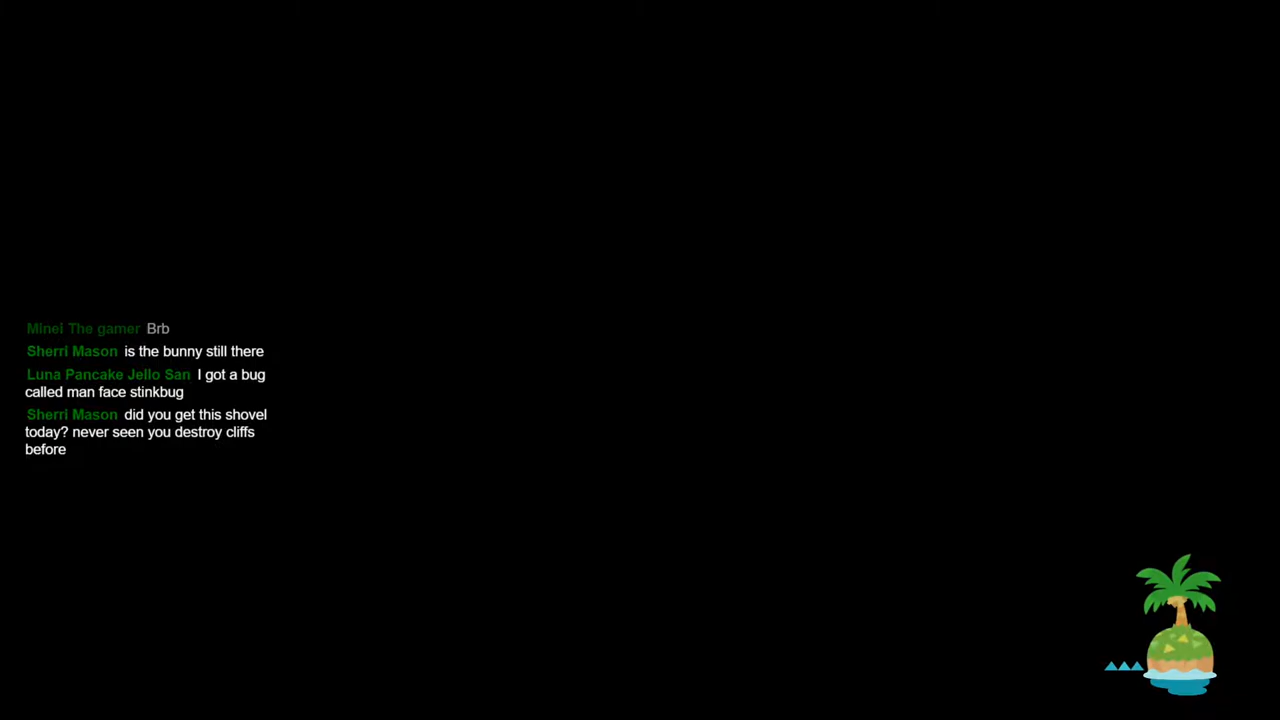 Minei The gamer Brb
Sherri Mason is the bunny still there
Luna Pancake Jello San I got a bug
called man face stinkbug
Sherri Mason did you get this shovel
today? never seen you destroy cliffs
before